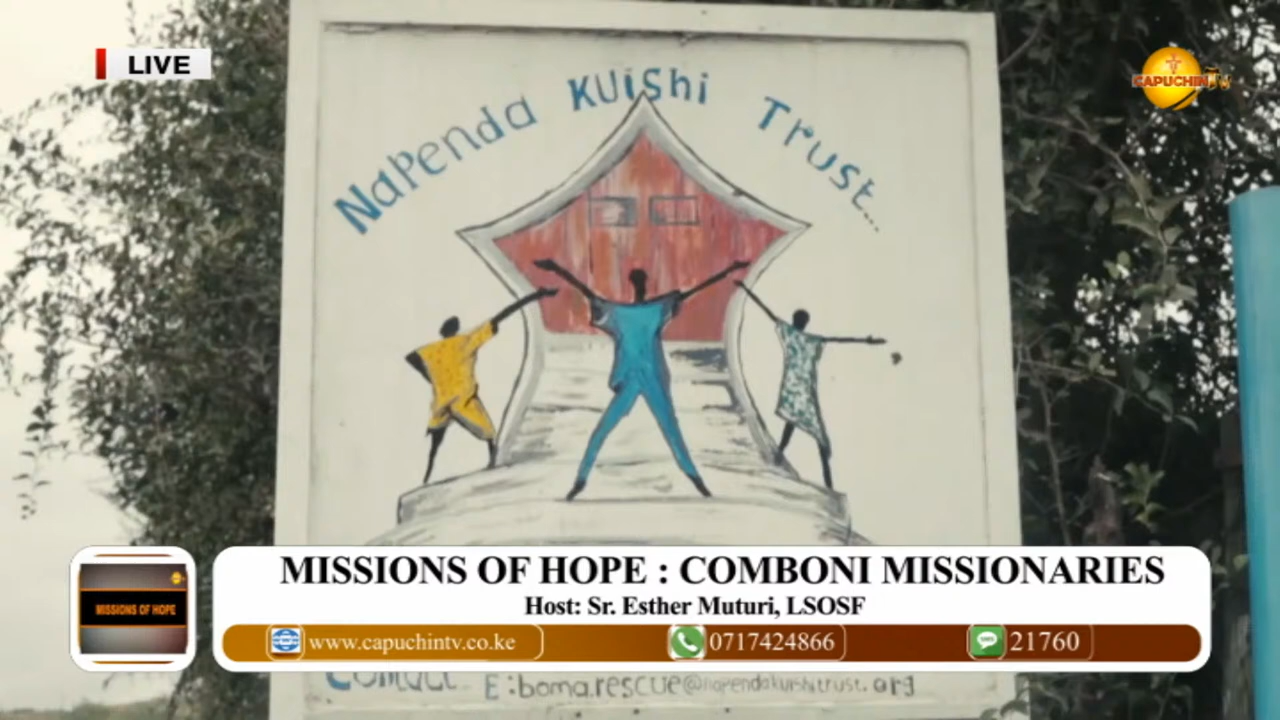 LIVE
CAPUCHIN TV
NaPenda KUiShi Trust...
MISSIONS OF HOPE : COMBONI MISSIONARIES
Host: Sr. Esther Muturi, LSOSF
MISSIONS OF HOPE
www.capuchintv.co.ke
0717424866
21760
Contact E:boma.rescue@napendakuishitrust.org